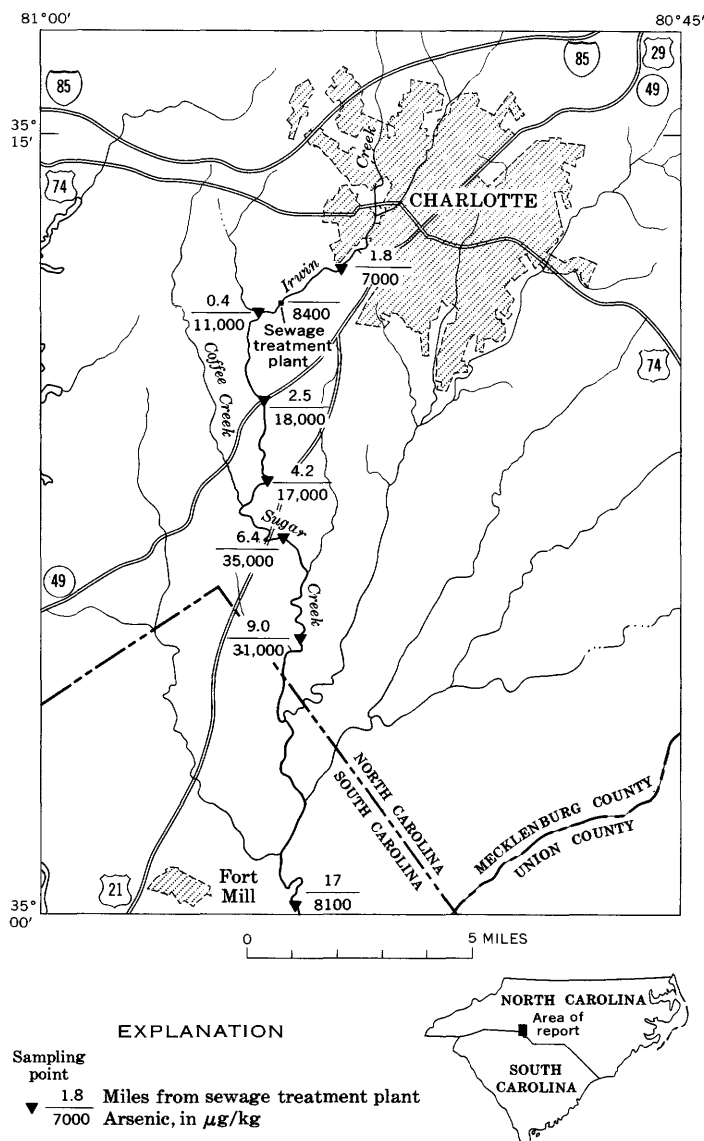 81°00'
80°45'
85
85
29
49
35°
15'
74
Creek
CHARLOTTE
Irwin
1.8
7000
0.4
11,000
8400
Sewage
treatment
plant
Coffee Creek
74
2.5
18,000
4.2
17,000
Sugar
6.4
35,000
49
Creek
9.0
31,000
NORTH CAROLINA
SOUTH CAROLINA
MECKLENBURG COUNTY
UNION COUNTY
21
Fort
Mill
17
8100
35°
00'
0
5 MILES
EXPLANATION
Sampling
point
1.8 Miles from sewage treatment plant
7000 Arsenic, in µg/kg
NORTH CAROLINA
Area of
report
SOUTH
CAROLINA